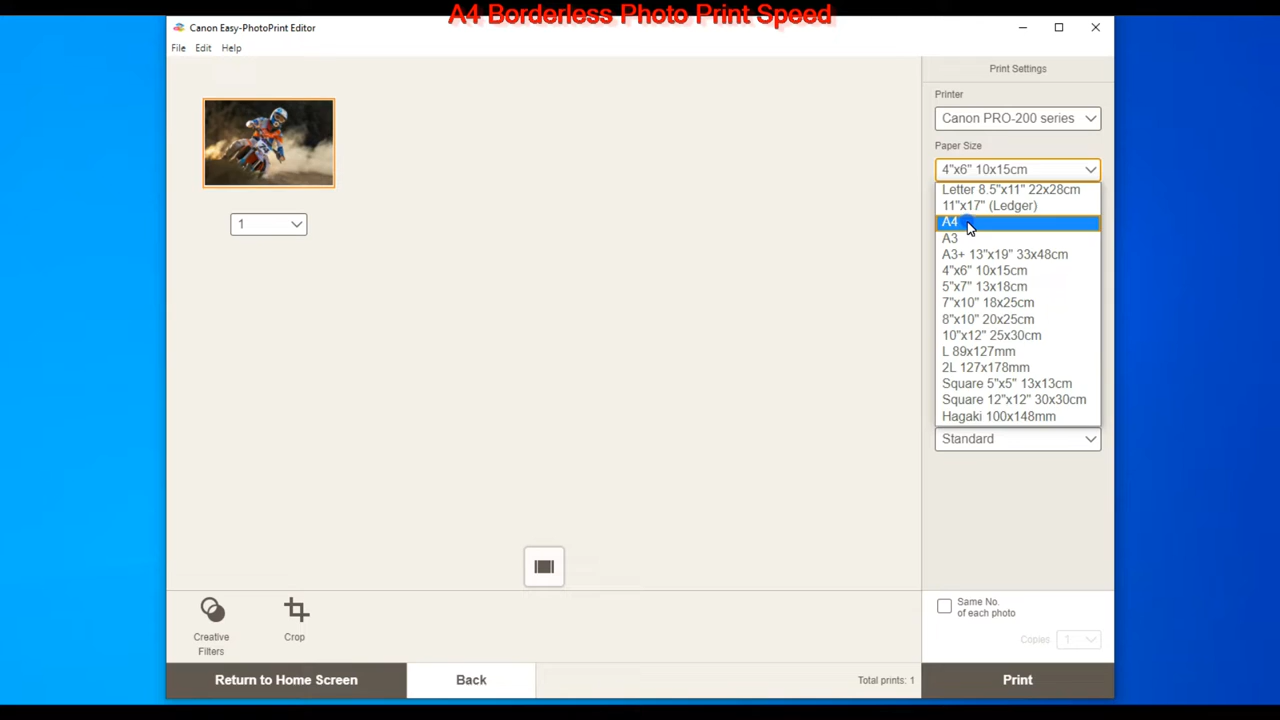 A4 Borderless Photo Print Speed
Canon Easy-PhotoPrint Editor
File Edit Help
Print Settings
Printer
Canon PRO-200 series
Paper Size
4"x6" 10x15cm
Letter 8.5"x11" 22x28cm
11"x17" (Ledger)
A4
A3
A3+ 13"x19" 33x48cm
4"x6" 10x15cm
5"x7" 13x18cm
7"x10" 18x25cm
8"x10" 20x25cm
10"x12" 25x30cm
L 89x127mm
2L 127x178mm
Square 5"x5" 13x13cm
Square 12"x12" 30x30cm
Hagaki 100x148mm
Standard
1
Same No.
of each photo
Copies 1
Creative
Filters
Crop
Return to Home Screen
Back
Total prints: 1
Print